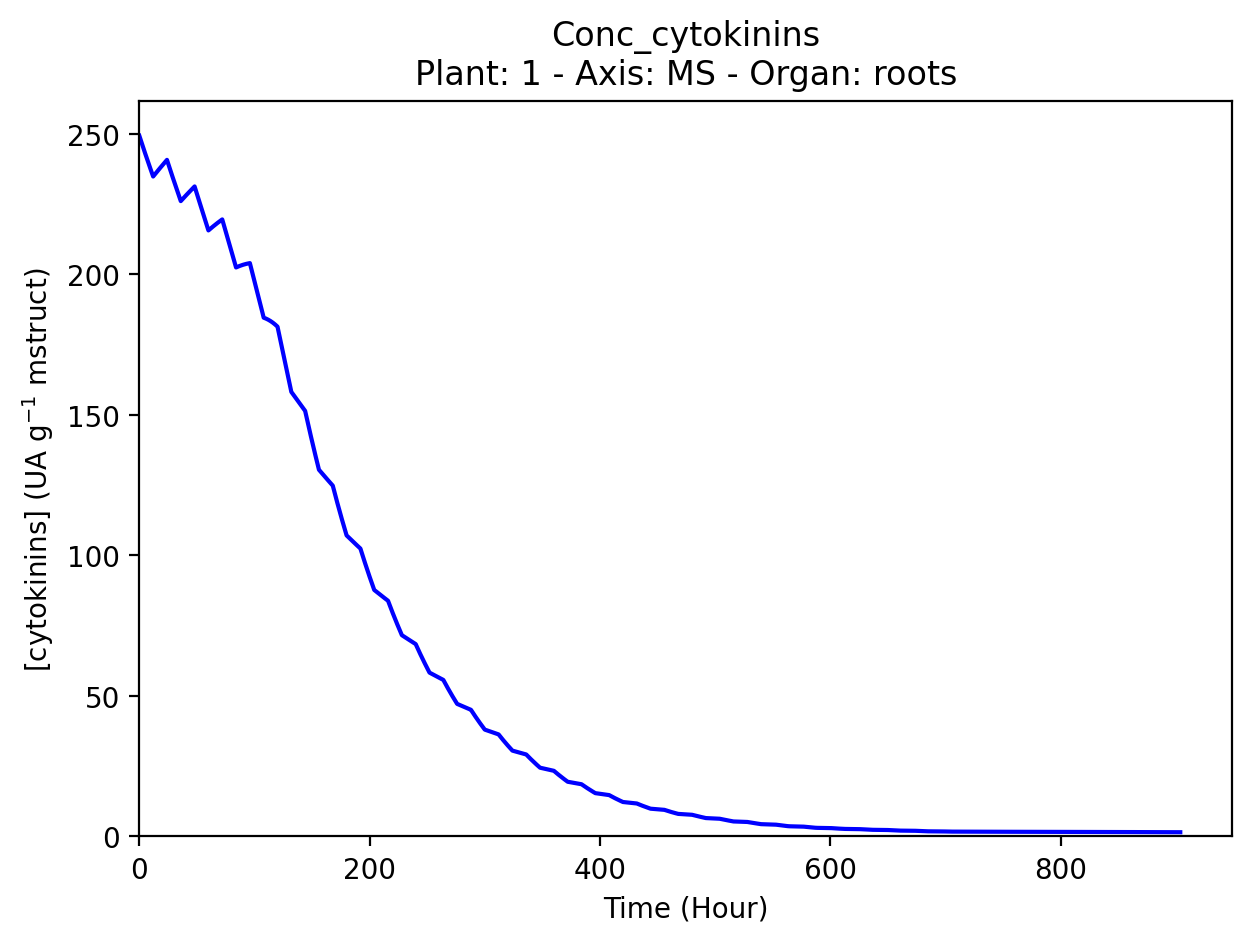 Conc_cytokinins
Plant: 1 - Axis: MS - Organ: roots
250
200
150
100
50
0
[cytokinins] (UA g⁻¹ mstruct)
0 200 400 600 800
Time (Hour)